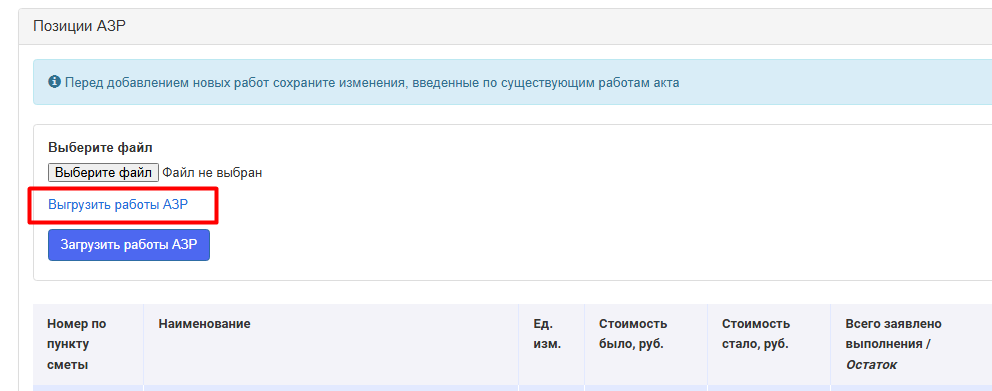 Позиции АЗР
Перед добавлением новых работ сохраните изменения, введенные по существующим работам акта
Выберите файл
Выберите файл Файл не выбран
Выгрузить работы АЗР
Загрузить работы АЗР
Номер по
пункту
сметы
Наименование
Ед.
изм.
Стоимость
было, руб.
Стоимость
стало, руб.
Всего заявлено
выполнения /
Остаток